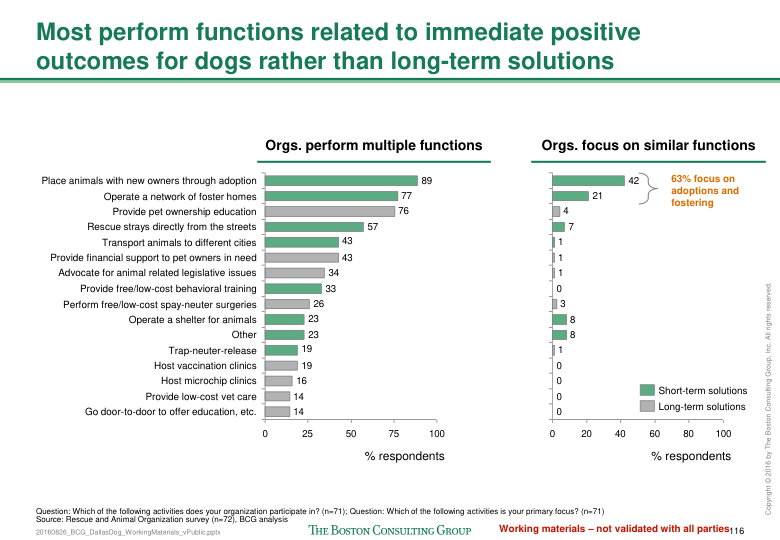 Most perform functions related to immediate positive
outcomes for dogs rather than long-term solutions
Orgs. perform multiple functions
Place animals with new owners through adoption 89
Operate a network of foster homes 77
Provide pet ownership education 76
Rescue strays directly from the streets 57
Transport animals to different cities 43
Provide financial support to pet owners in need 43
Advocate for animal related legislative issues 34
Provide free/low-cost behavioral training 33
Perform free/low-cost spay-neuter surgeries 26
Operate a shelter for animals 23
Other 23
Trap-neuter-release 19
Host vaccination clinics 19
Host microchip clinics 16
Provide low-cost vet care 14
Go door-to-door to offer education, etc. 14
0 25 50 75 100
% respondents
Orgs. focus on similar functions
42
21
4
7
1
1
1
0
3
8
8
1
0
0
0
0
63% focus on
adoptions and
fostering
Short-term solutions
Long-term solutions
0 20 40 60 80 100
% respondents
Question: Which of the following activities does your organization participate in? (n=71); Question: Which of the following activities is your primary focus? (n=71)
Source: Rescue and Animal Organization survey (n=72), BCG analysis
20160826_BCG_DallasDog_WorkingMaterials_vPublic.pptx
THE BOSTON CONSULTING GROUP
Working materials – not validated with all parties
116
Copyright © 2016 by The Boston Consulting Group, Inc. All rights reserved.